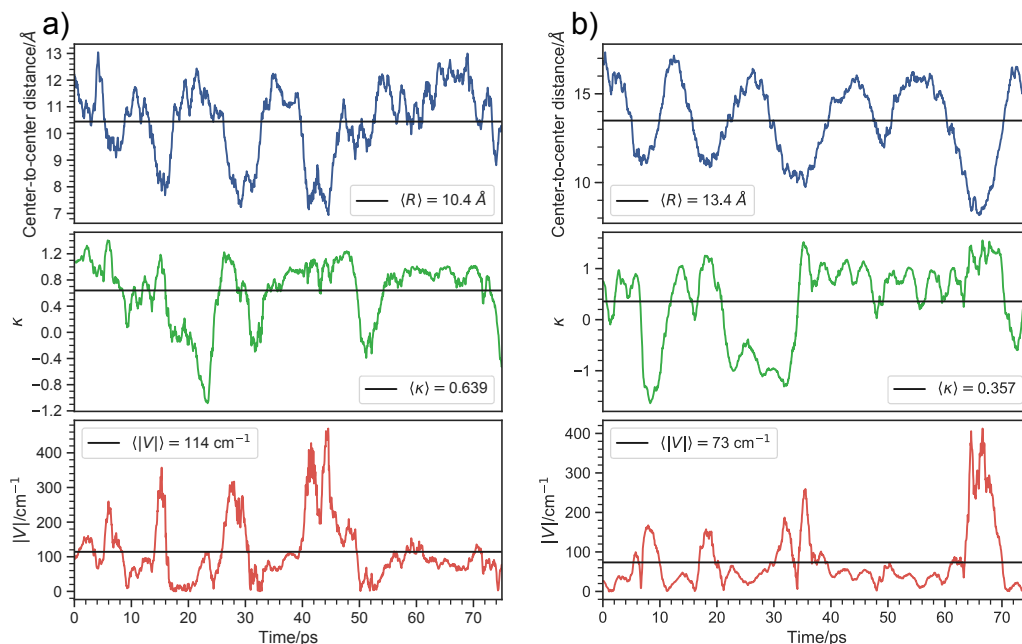 a)
Center-to-center distance/Å
13
12
11
10
9
8
7
⟨R⟩ = 10.4 Å
κ
1.2
0.8
0.4
0.0
−0.4
−0.8
−1.2
⟨κ⟩ = 0.639
|V|/cm⁻¹
400
300
200
100
0
⟨|V|⟩ = 114 cm⁻¹
0 10 20 30 40 50 60 70
Time/ps
b)
Center-to-center distance/Å
15
10
⟨R⟩ = 13.4 Å
κ
1
0
−1
⟨κ⟩ = 0.357
|V|/cm⁻¹
400
300
200
100
0
⟨|V|⟩ = 73 cm⁻¹
0 10 20 30 40 50 60 70
Time/ps